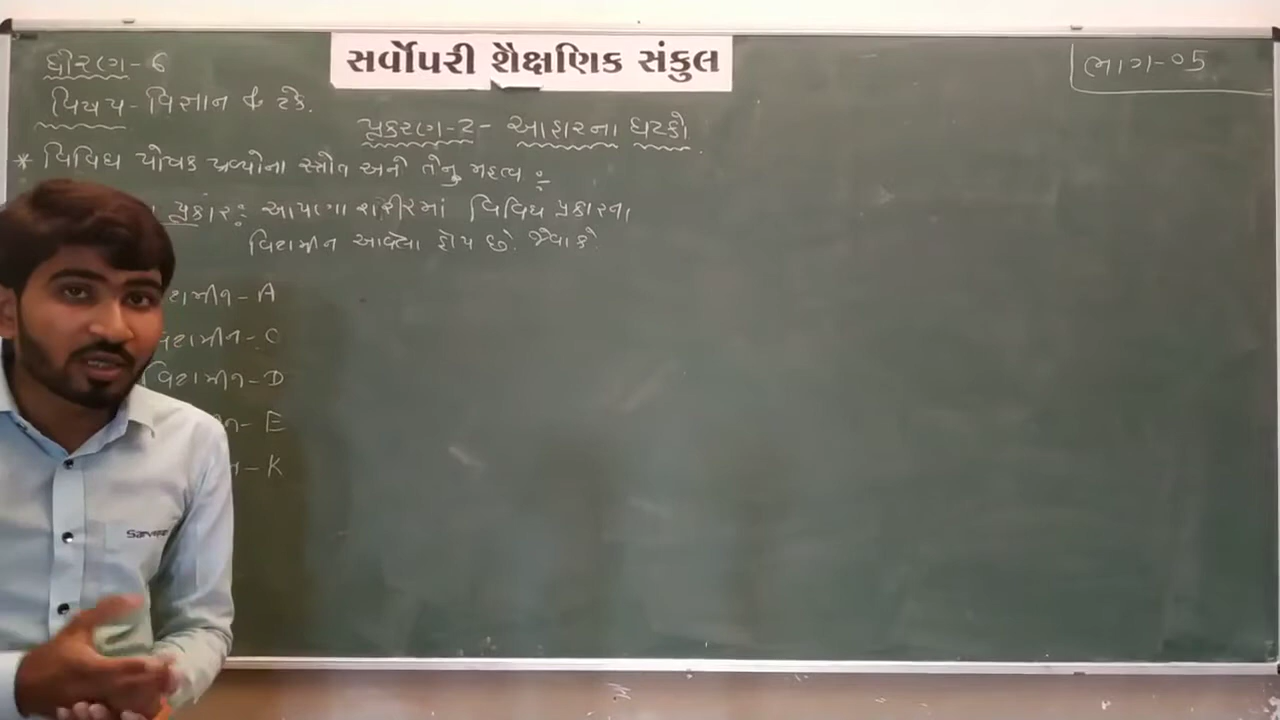 સર્વોપરી શૈક્ષણિક સંકુલ
ધોરણ-6
ભાગ-05
વિષય-વિજ્ઞાન & ટેક.
પ્રકરણ-2- આહારના ઘટકો.
* વિવિધ પોષક દ્રવ્યોના સ્ત્રોત અને તેનુ મહત્વ :-
પ્રકાર: આપણા શરીરમાં વિવિધ પ્રકારના
વિટામીન આવેલા હોય છે. જેવા કે
ટામીન-A
ટામીન-C
વિટામીન-D
ન-E
ન-K
Sarvopari